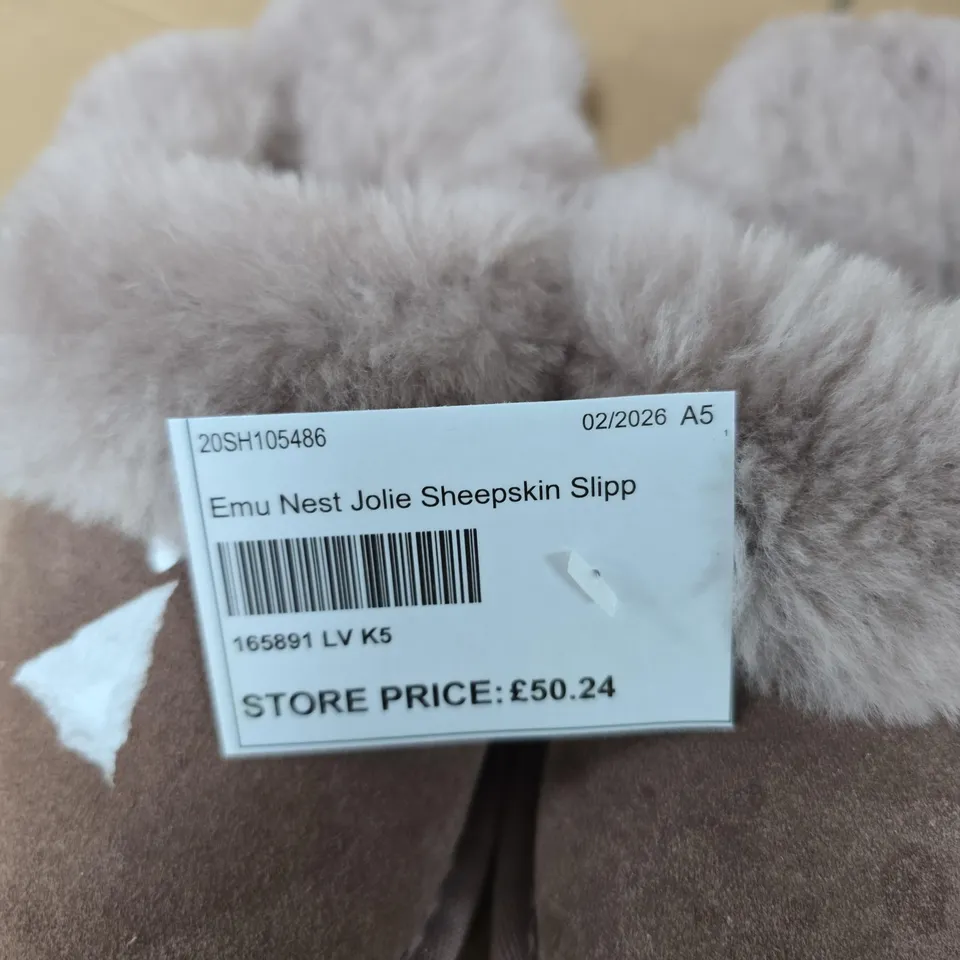 20SH105486 02/2026 A5
Emu Nest Jolie Sheepskin Slipp
165891 LV K5
STORE PRICE: £50.24